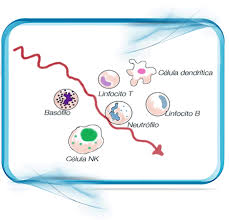 Célula dendrítica
Linfocito T
Basófilo
Linfocito B
Neutrófilo
Célula NK